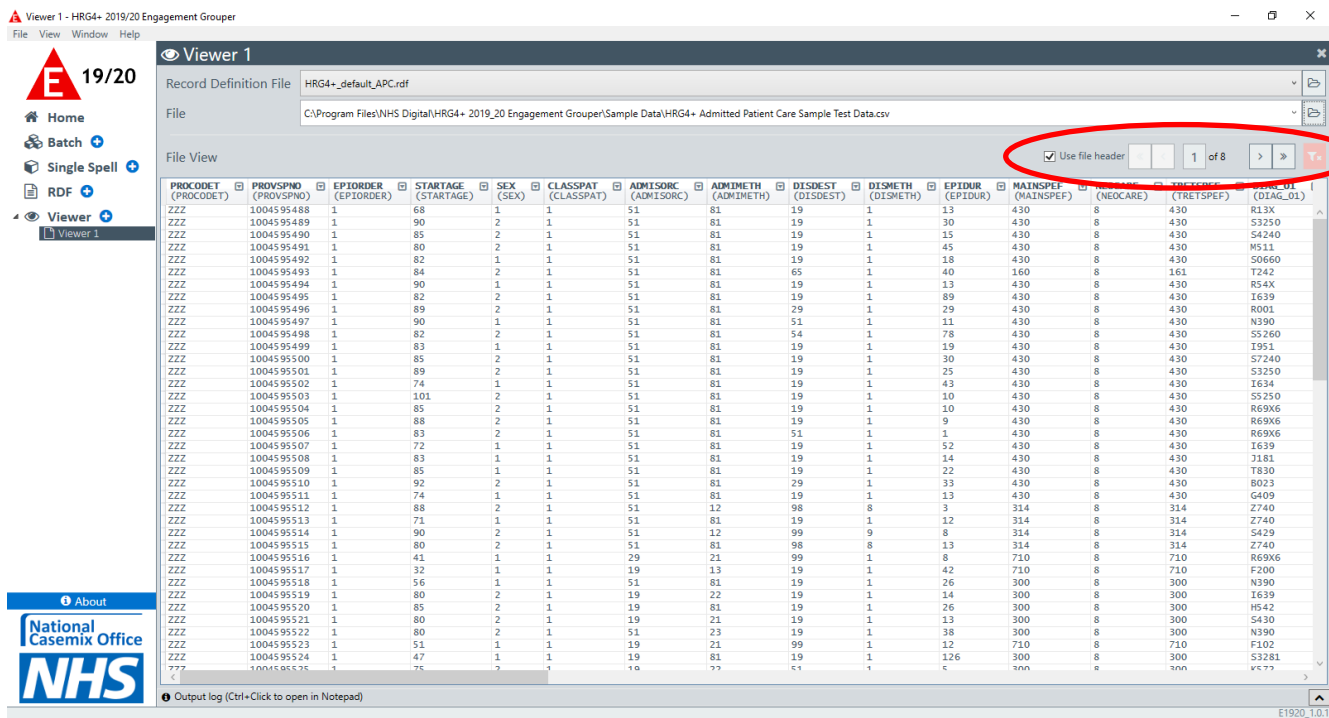 Viewer 1 - HRG4+ 2019/20 Engagement Grouper
File View Window Help
E 19/20
Home
Batch
Single Spell
RDF
Viewer
Viewer 1
About
National
Casemix Office
NHS
Viewer 1
Record Definition File HRG4+_default_APC.rdf
File C:\Program Files\NHS Digital\HRG4+ 2019_20 Engagement Grouper\Sample Data\HRG4+ Admitted Patient Care Sample Test Data.csv
File View Use file header 1 of 8
PROCODET PROVSPNO EPIORDER STARTAGE SEX CLASSPAT ADMISORC ADMIMETH DISDEST DISMETH EPIDUR MAINSPEF NEOCARE TRETSPEF DIAG_01
(PROCODET) (PROVSPNO) (EPIORDER) (STARTAGE) (SEX) (CLASSPAT) (ADMISORC) (ADMIMETH) (DISDEST) (DISMETH) (EPIDUR) (MAINSPEF) (NEOCARE) (TRETSPEF) (DIAG_01)
ZZZ 1004595488 1 68 1 1 51 81 19 1 13 430 8 430 R13X
ZZZ 1004595489 1 90 2 1 51 81 19 1 30 430 8 430 S3250
ZZZ 1004595490 1 85 2 1 51 81 19 1 15 430 8 430 S4240
ZZZ 1004595491 1 80 2 1 51 81 19 1 45 430 8 430 M511
ZZZ 1004595492 1 82 1 1 51 81 19 1 18 430 8 430 S0660
ZZZ 1004595493 1 84 2 1 51 81 65 1 40 160 8 161 T242
ZZZ 1004595494 1 90 1 1 51 81 19 1 13 430 8 430 R54X
ZZZ 1004595495 1 82 2 1 51 81 19 1 89 430 8 430 I639
ZZZ 1004595496 1 89 2 1 51 81 29 1 29 430 8 430 R001
ZZZ 1004595497 1 90 1 1 51 81 51 1 11 430 8 430 N390
ZZZ 1004595498 1 82 2 1 51 81 54 1 78 430 8 430 S5260
ZZZ 1004595499 1 83 1 1 51 81 19 1 19 430 8 430 I951
ZZZ 1004595500 1 85 2 1 51 81 19 1 30 430 8 430 S7240
ZZZ 1004595501 1 89 2 1 51 81 19 1 25 430 8 430 S3250
ZZZ 1004595502 1 74 1 1 51 81 19 1 43 430 8 430 I634
ZZZ 1004595503 1 101 2 1 51 81 19 1 10 430 8 430 S5250
ZZZ 1004595504 1 85 2 1 51 81 19 1 10 430 8 430 R69X6
ZZZ 1004595505 1 88 2 1 51 81 19 1 9 430 8 430 R69X6
ZZZ 1004595506 1 83 2 1 51 81 51 1 1 430 8 430 R69X6
ZZZ 1004595507 1 72 1 1 51 81 19 1 52 430 8 430 I639
ZZZ 1004595508 1 83 1 1 51 81 19 1 14 430 8 430 J181
ZZZ 1004595509 1 85 1 1 51 81 19 1 22 430 8 430 T830
ZZZ 1004595510 1 92 2 1 51 81 29 1 33 430 8 430 B023
ZZZ 1004595511 1 74 1 1 51 81 19 1 13 430 8 430 G409
ZZZ 1004595512 1 88 2 1 51 12 98 8 3 314 8 314 Z740
ZZZ 1004595513 1 71 1 1 51 81 19 1 12 314 8 314 Z740
ZZZ 1004595514 1 90 2 1 51 12 99 9 8 314 8 314 S429
ZZZ 1004595515 1 80 2 1 51 81 98 8 13 314 8 314 Z740
ZZZ 1004595516 1 41 1 1 29 21 99 1 8 710 8 710 R69X6
ZZZ 1004595517 1 32 1 1 19 13 19 1 42 710 8 710 F200
ZZZ 1004595518 1 56 1 1 51 81 19 1 26 300 8 300 N390
ZZZ 1004595519 1 80 2 1 19 22 19 1 14 300 8 300 I639
ZZZ 1004595520 1 85 2 1 19 81 19 1 26 300 8 300 H542
ZZZ 1004595521 1 80 2 1 19 21 19 1 13 300 8 300 S430
ZZZ 1004595522 1 80 2 1 51 23 19 1 38 300 8 300 N390
ZZZ 1004595523 1 51 1 1 19 21 99 1 12 710 8 710 F102
ZZZ 1004595524 1 47 1 1 19 81 19 1 126 300 8 300 S3281
ZZZ 1004595525 1 75 2 1 19 22 51 1 5 300 8 300 K572
Output log (Ctrl+Click to open in Notepad)
E1920_1.0.1